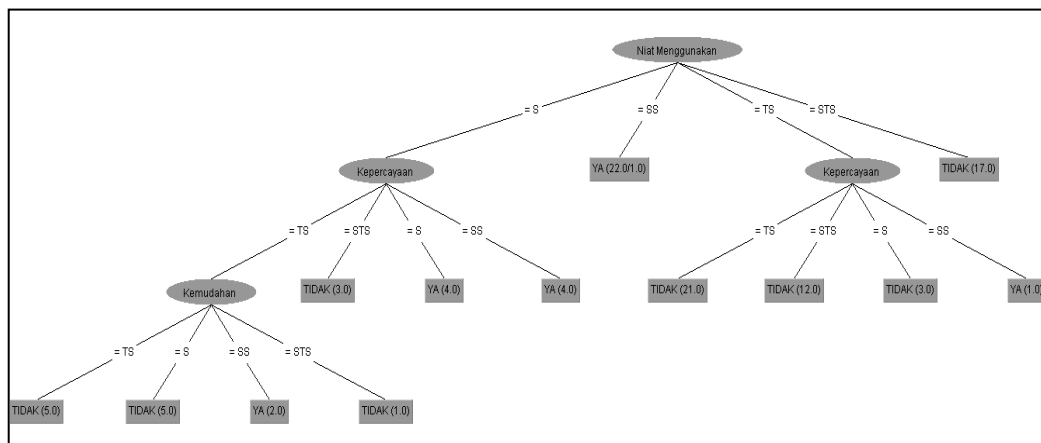 Niat Menggunakan
= S
= SS
= TS
= STS
Kepercayaan
YA (22.0/1.0)
Kepercayaan
TIDAK (17.0)
= TS
= STS
= S
= SS
= TS
= STS
= S
= SS
Kemudahan
TIDAK (3.0)
YA (4.0)
YA (4.0)
TIDAK (21.0)
TIDAK (12.0)
TIDAK (3.0)
YA (1.0)
= TS
= S
= SS
= STS
TIDAK (5.0)
TIDAK (5.0)
YA (2.0)
TIDAK (1.0)